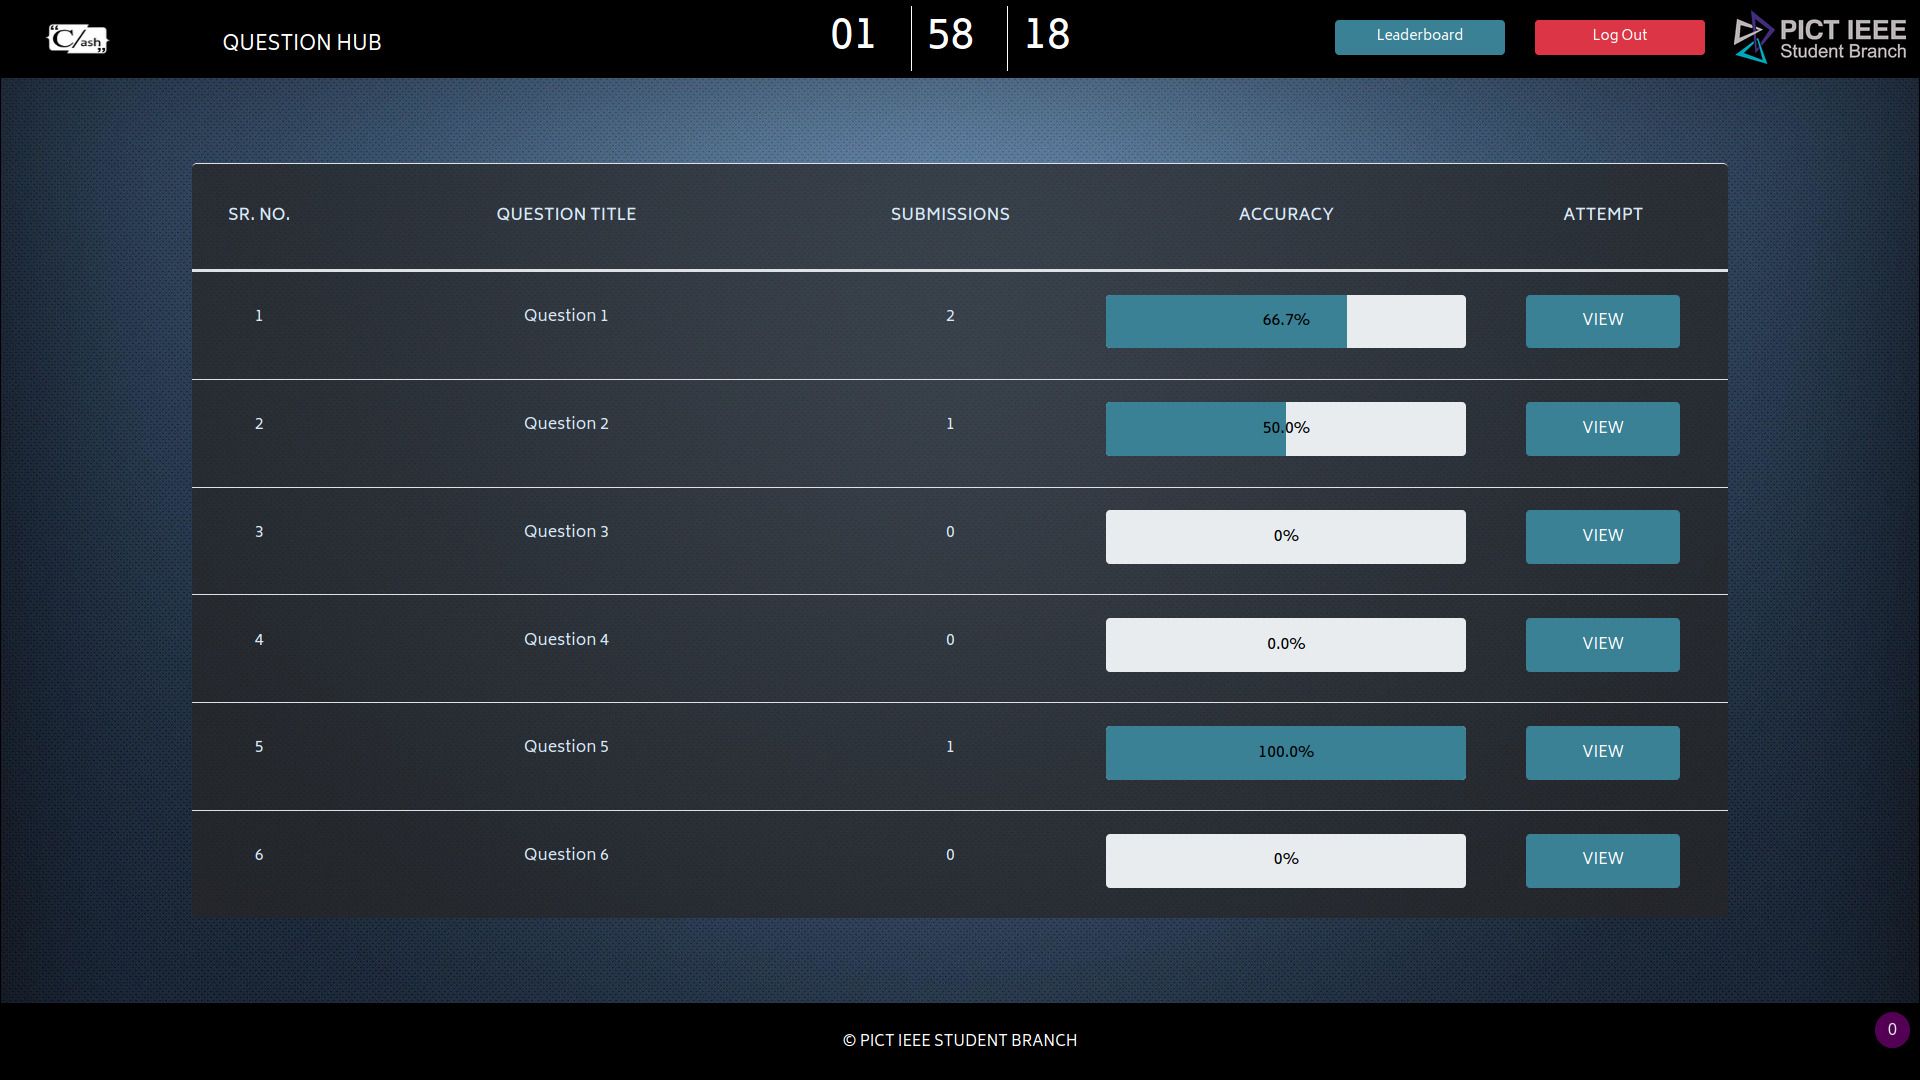 "C/ash"
QUESTION HUB
01 58 18
Leaderboard
Log Out
PICT IEEE
Student Branch
SR. NO. QUESTION TITLE SUBMISSIONS ACCURACY ATTEMPT
1 Question 1 2 66.7% VIEW
2 Question 2 1 50.0% VIEW
3 Question 3 0 0% VIEW
4 Question 4 0 0.0% VIEW
5 Question 5 1 100.0% VIEW
6 Question 6 0 0% VIEW
© PICT IEEE STUDENT BRANCH
0